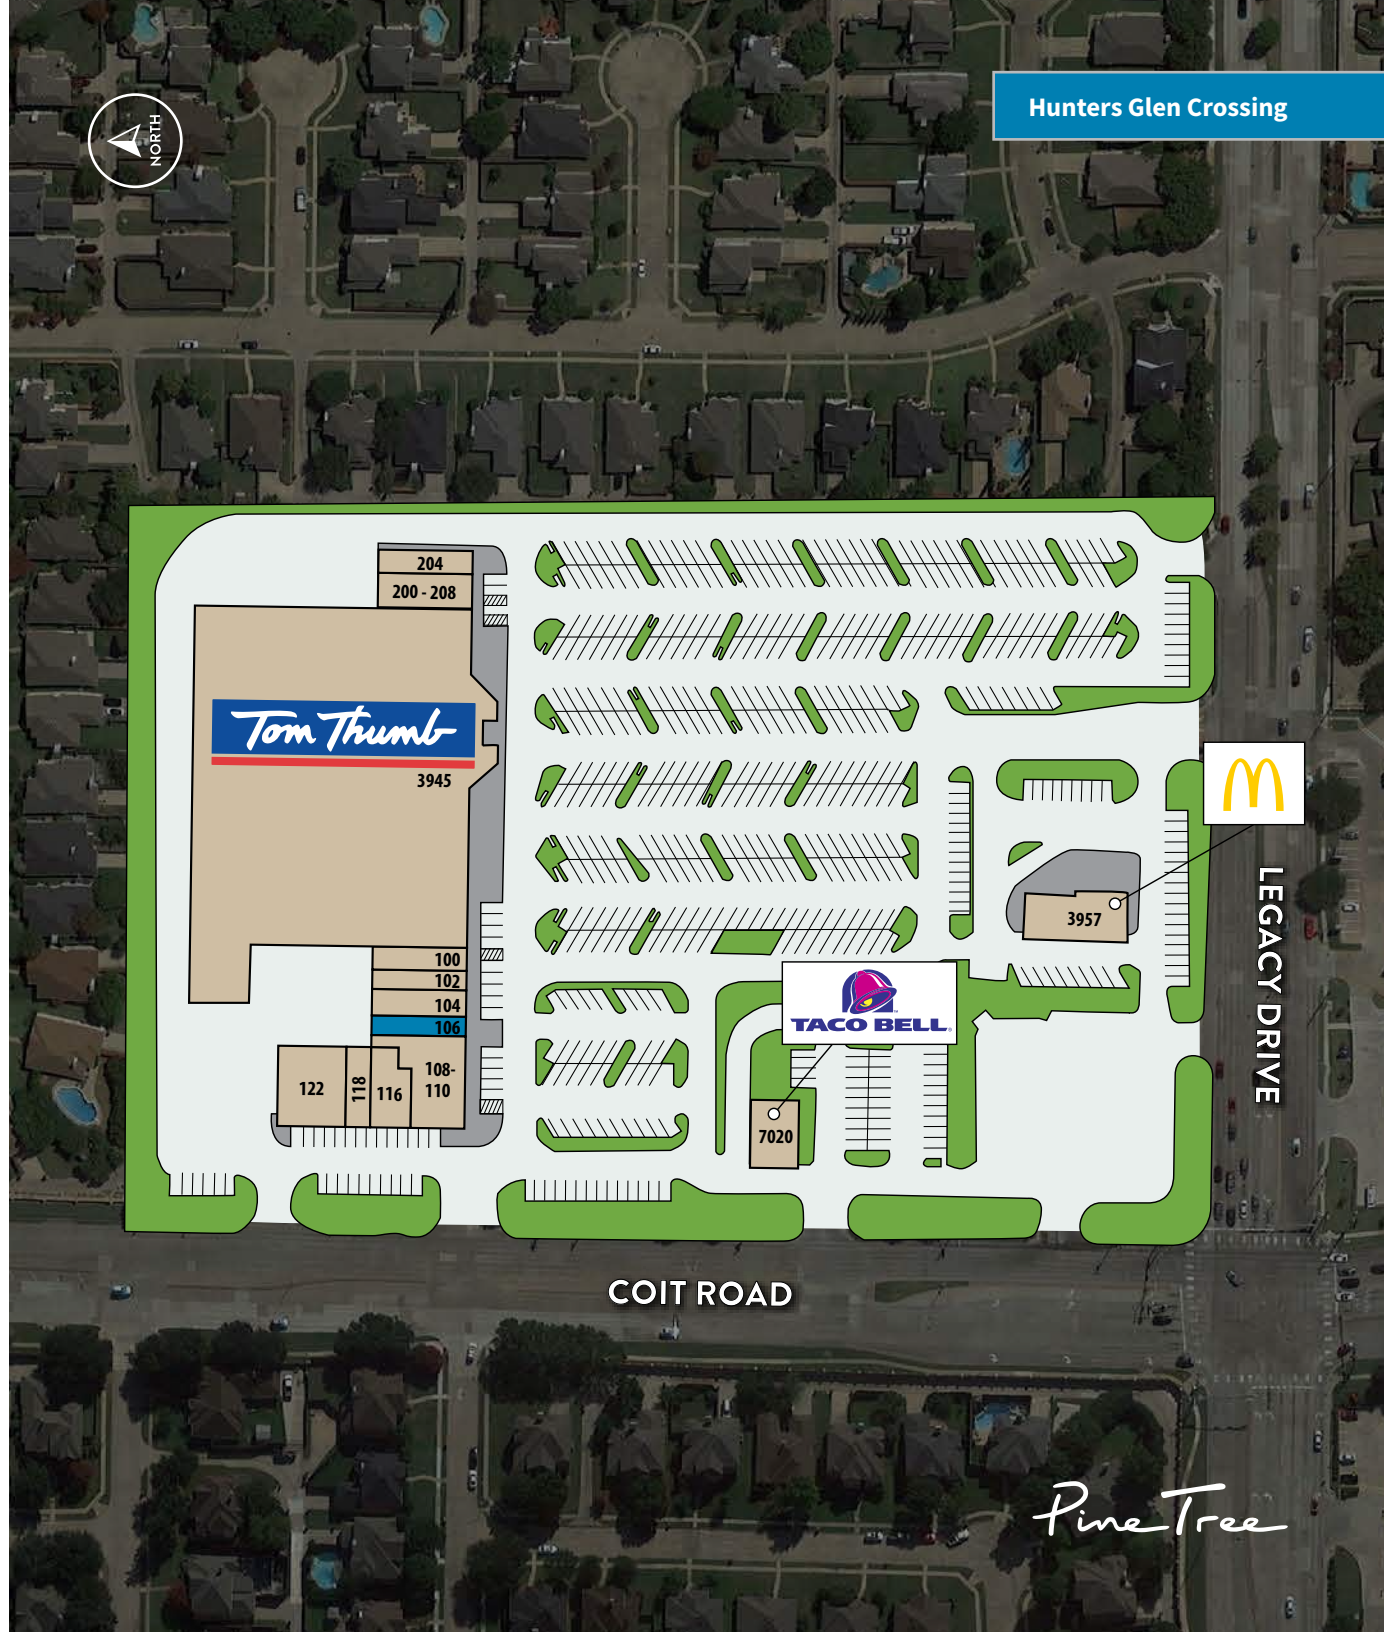 Hunters Glen Crossing
NORTH
204
200 - 208
Tom Thumb
3945
100
102
104
106
108-
110
122
118
116
3957
TACO BELL
7020
LEGACY DRIVE
COIT ROAD
PineTree